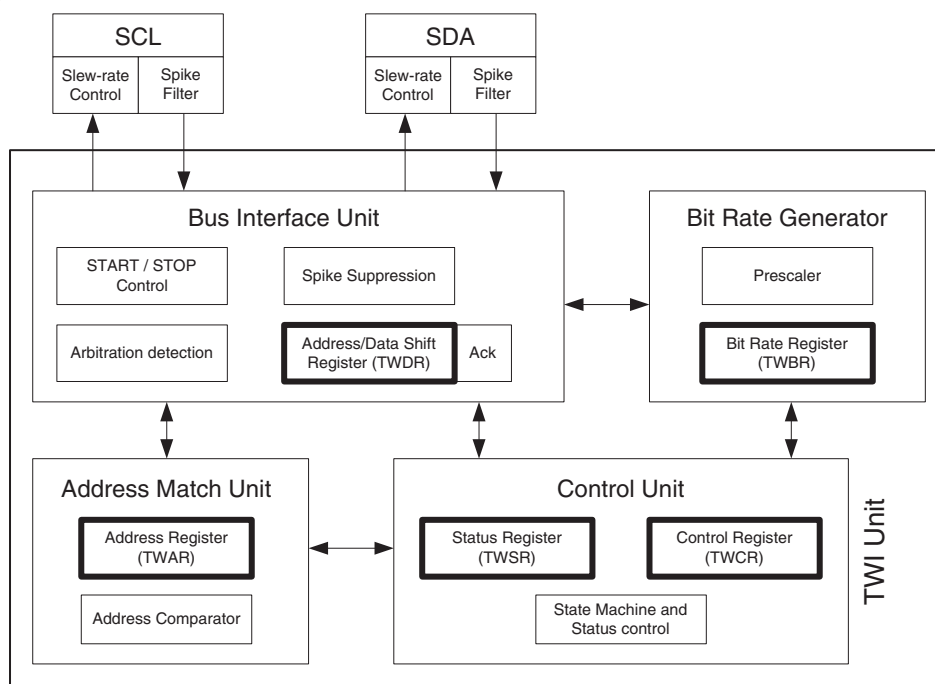 SCL
SDA
Slew-rate
Control
Spike
Filter
Slew-rate
Control
Spike
Filter
Bus Interface Unit
START / STOP
Control
Spike Suppression
Arbitration detection
Address/Data Shift
Register (TWDR)
Ack
Bit Rate Generator
Prescaler
Bit Rate Register
(TWBR)
Address Match Unit
Address Register
(TWAR)
Address Comparator
Control Unit
Status Register
(TWSR)
Control Register
(TWCR)
State Machine and
Status control
TWI Unit